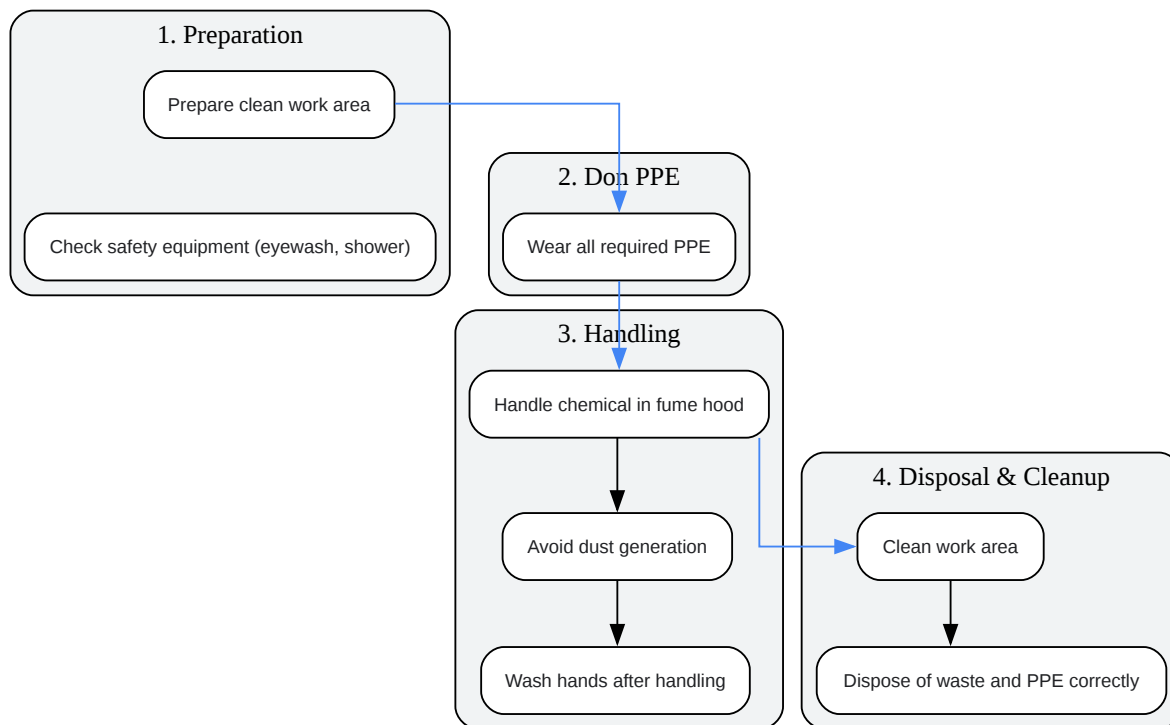 1. Preparation
Prepare clean work area
Check safety equipment (eyewash, shower)
2. Don PPE
Wear all required PPE
3. Handling
Handle chemical in fume hood
Avoid dust generation
Wash hands after handling
4. Disposal & Cleanup
Clean work area
Dispose of waste and PPE correctly